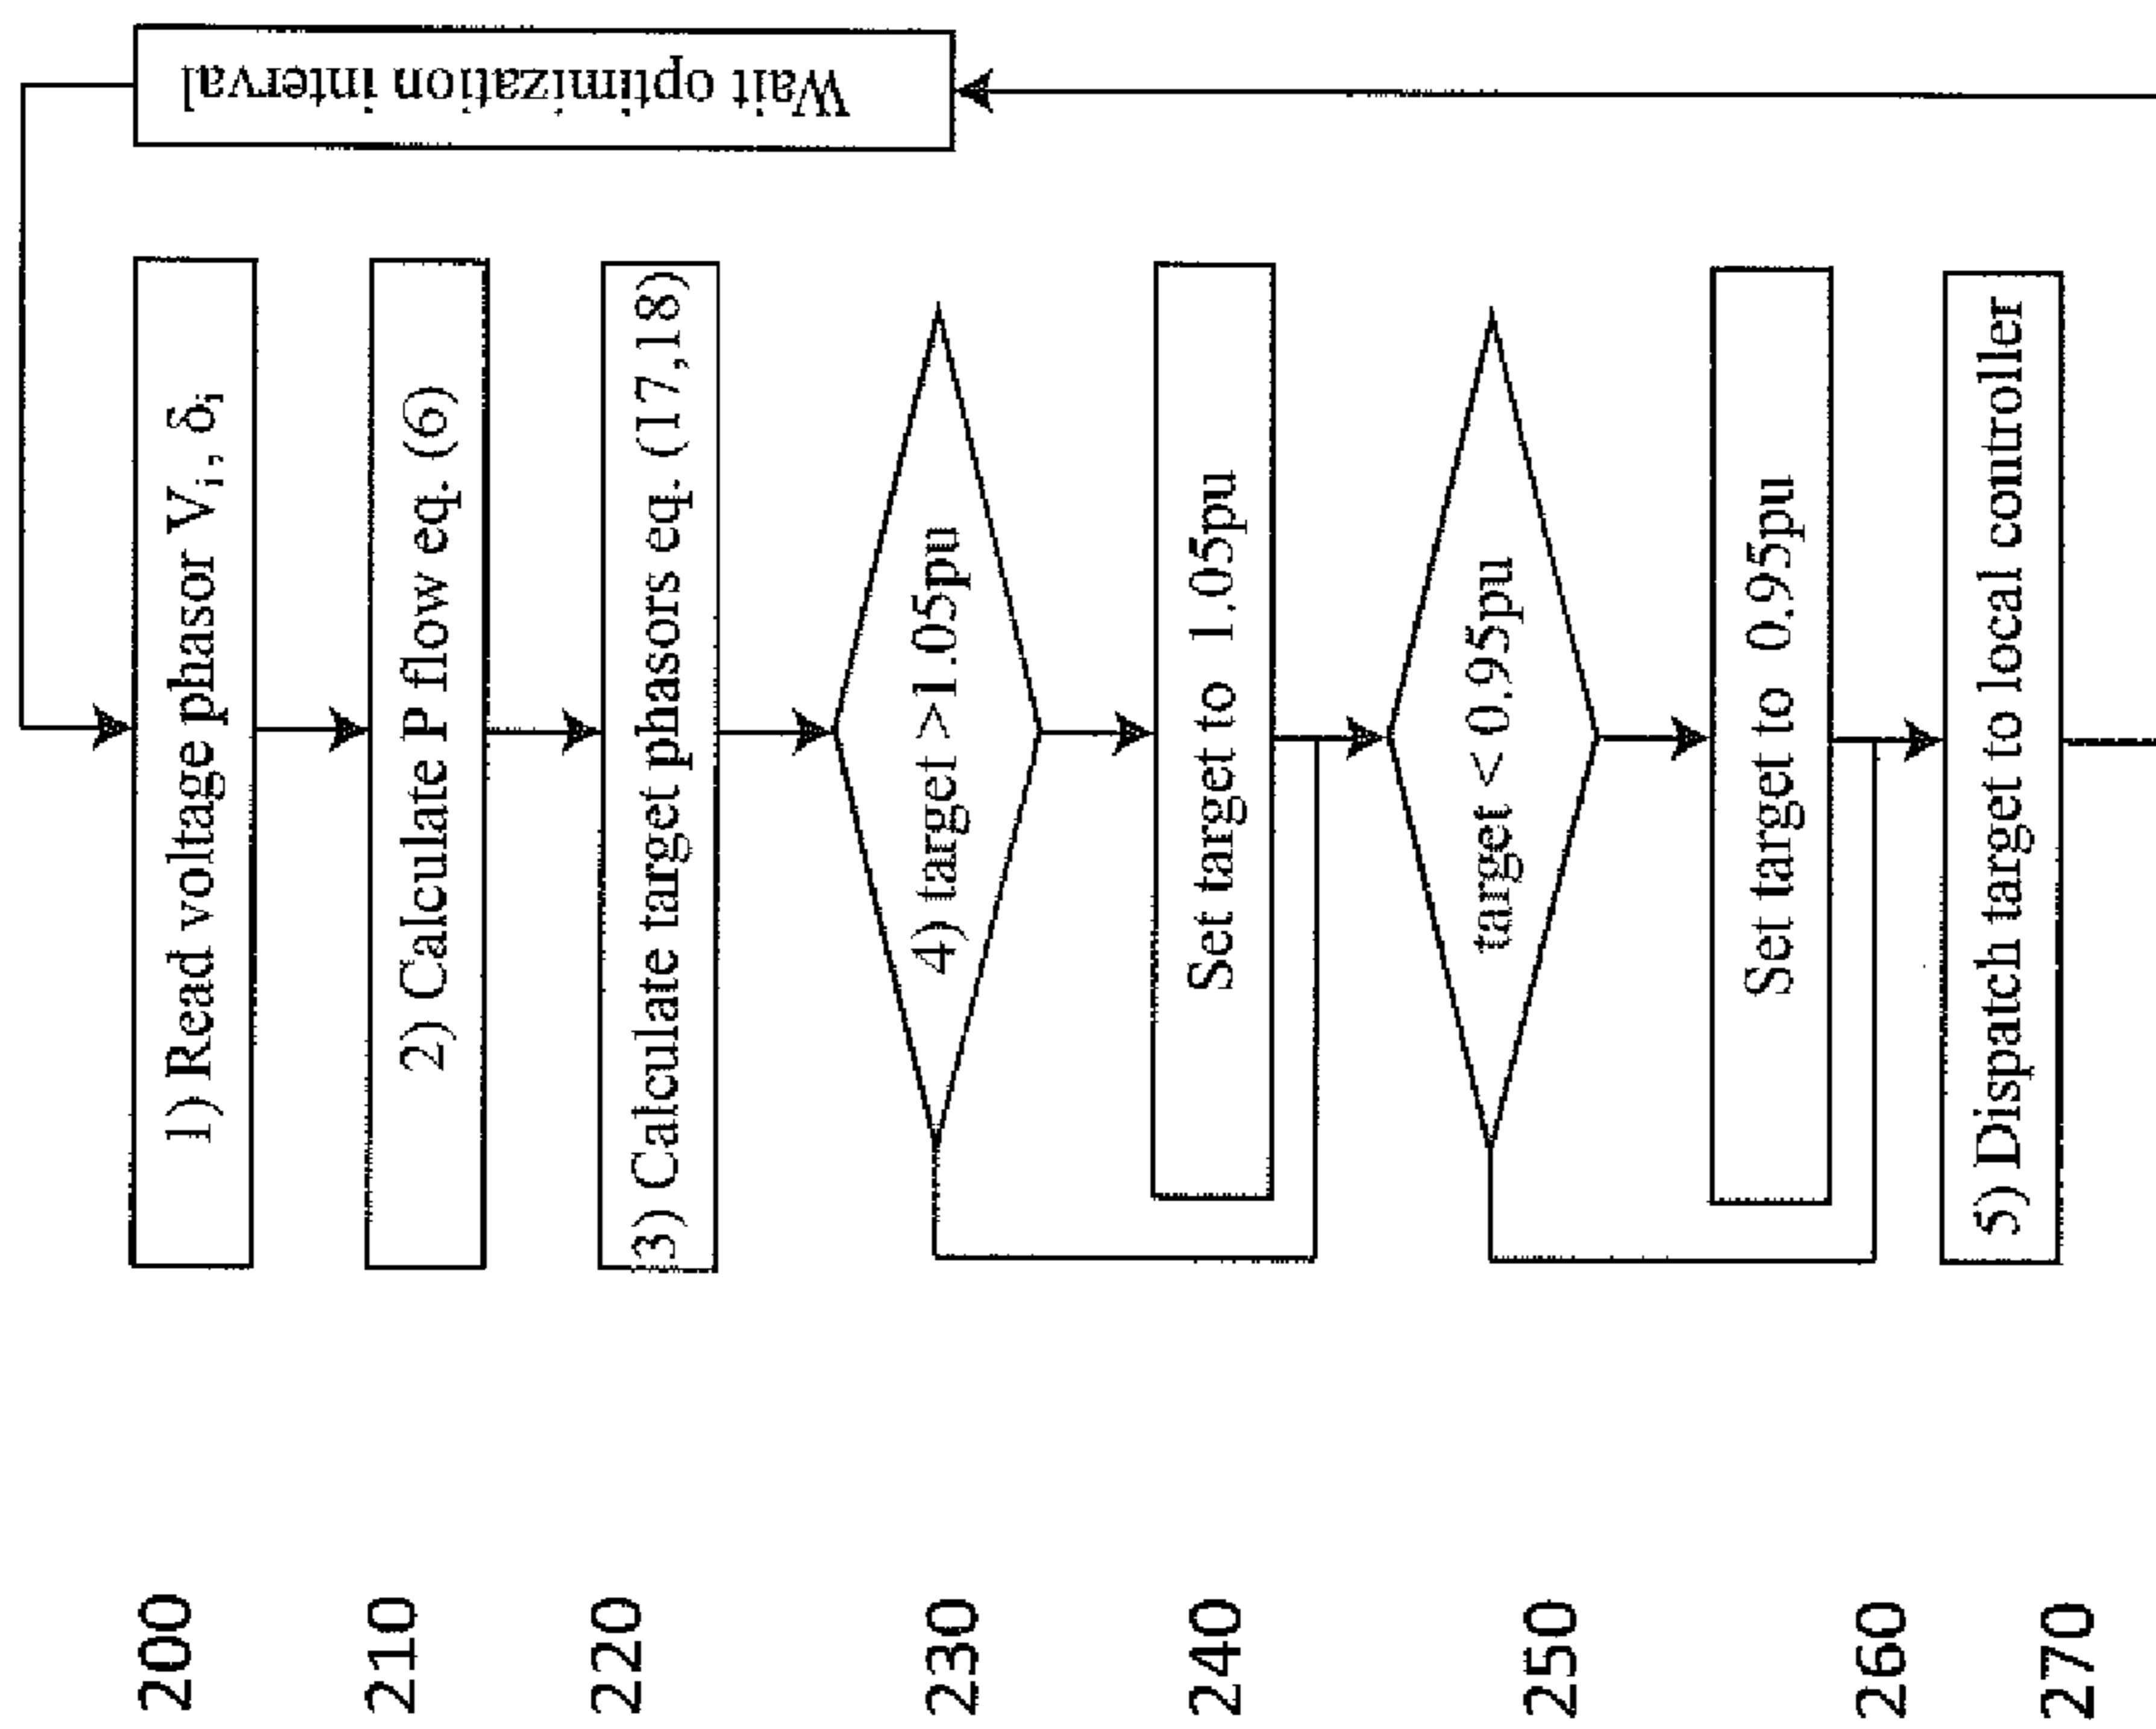 200
1) Read voltage phasor Vᵢ, δᵢ
210
2) Calculate P flow eq. (6)
220
3) Calculate target phasors eq. (17,18)
230
4) target >1.05pu
240
Set target to 1.05pu
250
target < 0.95pu
260
Set target to 0.95pu
270
5) Dispatch target to local controller
Wait optimization interval